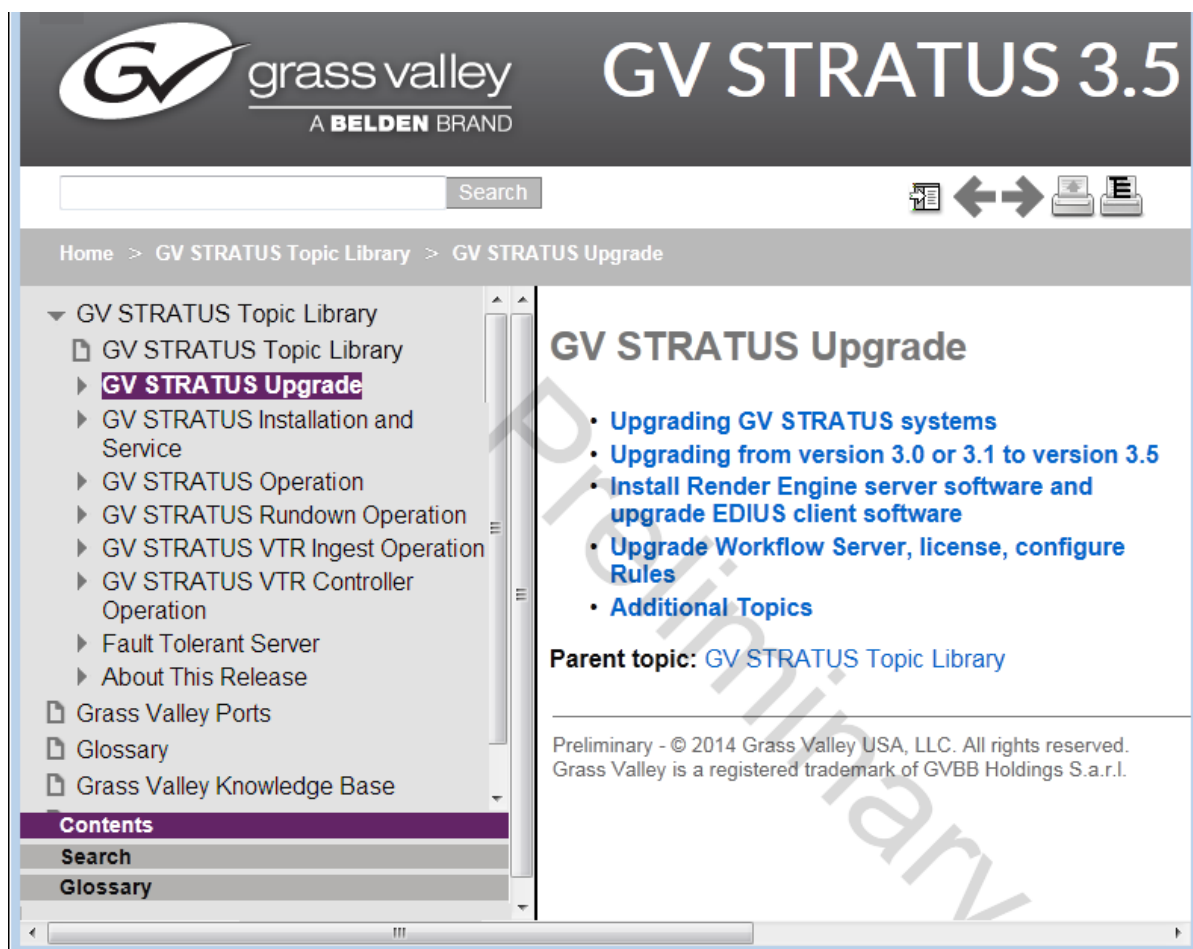 GV
grass valley
A BELDEN BRAND
GV STRATUS 3.5
Search
Home > GV STRATUS Topic Library > GV STRATUS Upgrade
GV STRATUS Topic Library
GV STRATUS Topic Library
GV STRATUS Upgrade
GV STRATUS Installation and
Service
GV STRATUS Operation
GV STRATUS Rundown Operation
GV STRATUS VTR Ingest Operation
GV STRATUS VTR Controller
Operation
Fault Tolerant Server
About This Release
Grass Valley Ports
Glossary
Grass Valley Knowledge Base
Contents
Search
Glossary
GV STRATUS Upgrade
• Upgrading GV STRATUS systems
• Upgrading from version 3.0 or 3.1 to version 3.5
• Install Render Engine server software and
upgrade EDIUS client software
• Upgrade Workflow Server, license, configure
Rules
• Additional Topics
Parent topic: GV STRATUS Topic Library
Preliminary - © 2014 Grass Valley USA, LLC. All rights reserved.
Grass Valley is a registered trademark of GVBB Holdings S.a.r.l.
Preliminary